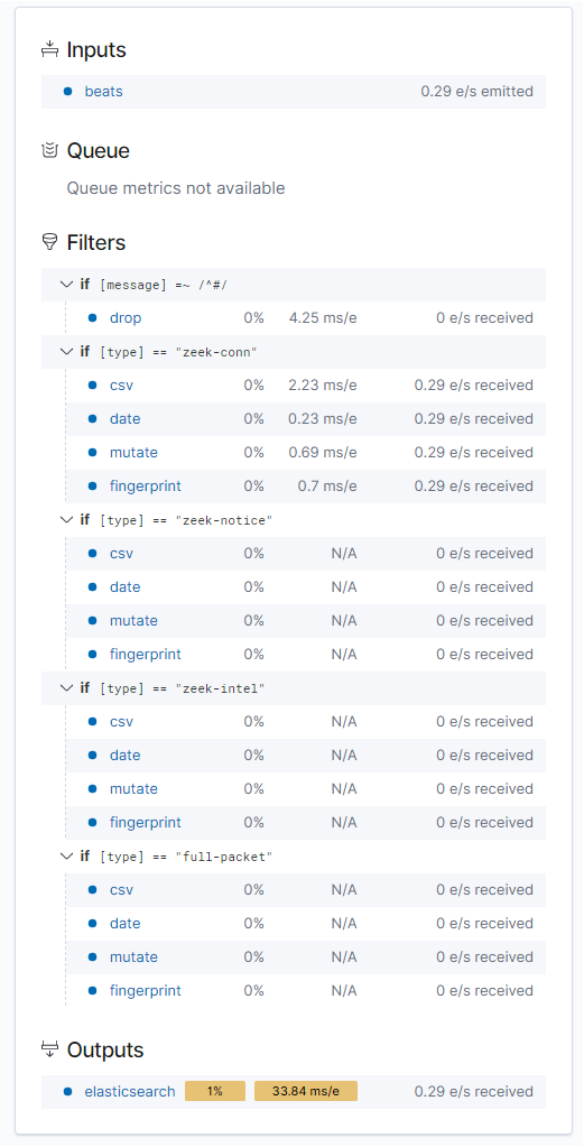 Inputs
beats 0.29 e/s emitted
Queue
Queue metrics not available
Filters
if [message] =~ /^#/
drop 0% 4.25 ms/e 0 e/s received
if [type] == "zeek-conn"
csv 0% 2.23 ms/e 0.29 e/s received
date 0% 0.23 ms/e 0.29 e/s received
mutate 0% 0.69 ms/e 0.29 e/s received
fingerprint 0% 0.7 ms/e 0.29 e/s received
if [type] == "zeek-notice"
csv 0% N/A 0 e/s received
date 0% N/A 0 e/s received
mutate 0% N/A 0 e/s received
fingerprint 0% N/A 0 e/s received
if [type] == "zeek-intel"
csv 0% N/A 0 e/s received
date 0% N/A 0 e/s received
mutate 0% N/A 0 e/s received
fingerprint 0% N/A 0 e/s received
if [type] == "full-packet"
csv 0% N/A 0 e/s received
date 0% N/A 0 e/s received
mutate 0% N/A 0 e/s received
fingerprint 0% N/A 0 e/s received
Outputs
elasticsearch 1% 33.84 ms/e 0.29 e/s received